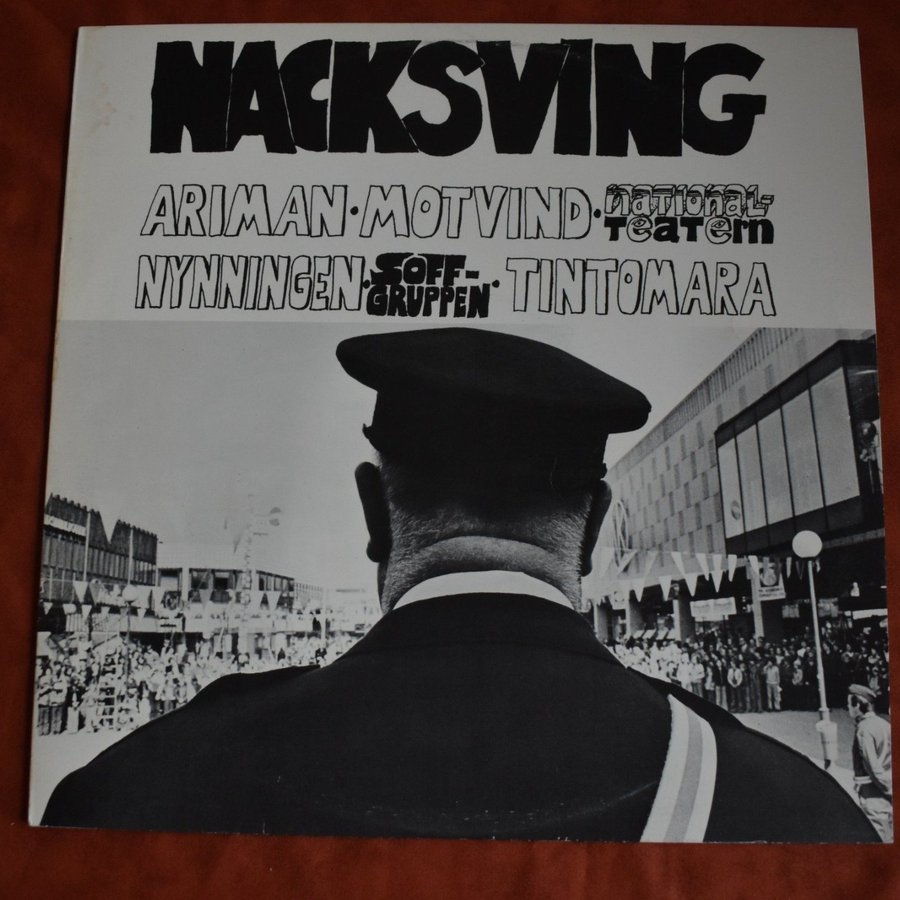 NACKSVING
ARIMAN · MOTVIND · NATIONAL-TEATERN
NYNNINGEN · SOFF-GRUPPEN · TINTOMARA